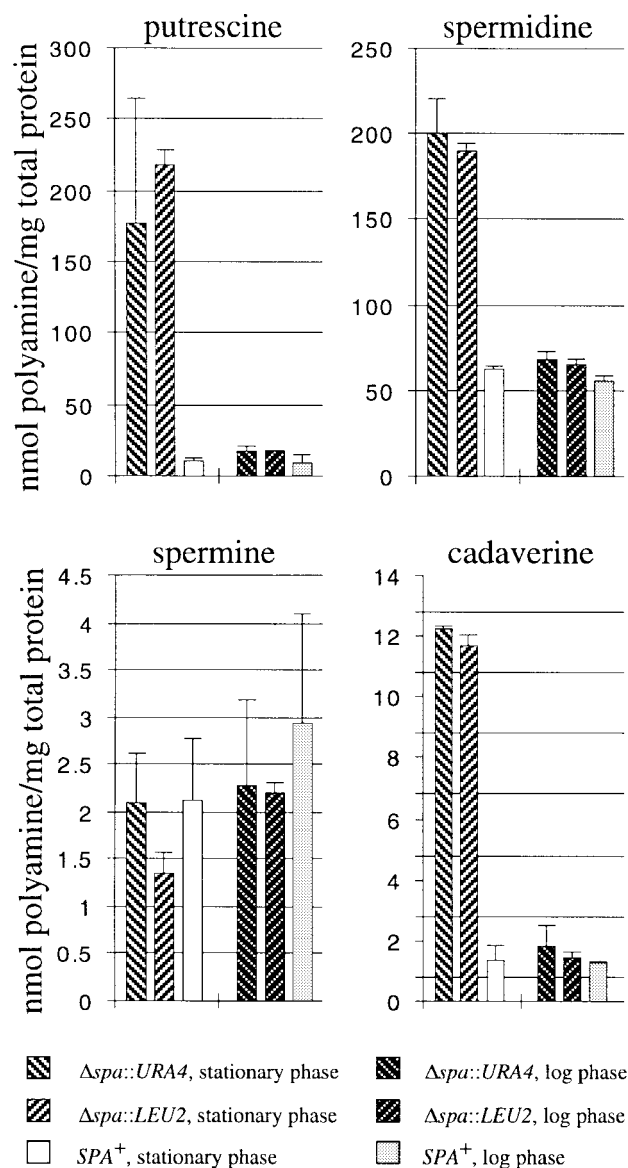 putrescine
spermidine
nmol polyamine/mg total protein
300
250
200
150
100
50
0
250
200
150
100
50
0
spermine
cadaverine
nmol polyamine/mg total protein
4.5
4
3.5
3
2.5
2
1.5
1
0.5
0
14
12
10
12
6
4
2
0
Δspa::URA4, stationary phase
Δspa::LEU2, stationary phase
SPA+, stationary phase
Δspa::URA4, log phase
Δspa::LEU2, log phase
SPA+, log phase